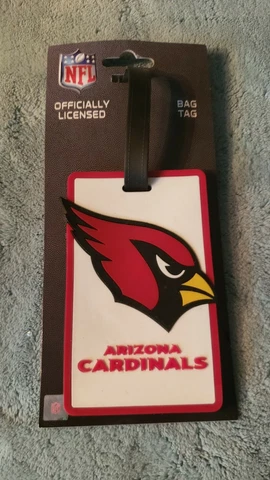 NFL
OFFICIALLY
LICENSED
BAG
TAG
ARIZONA
CARDINALS